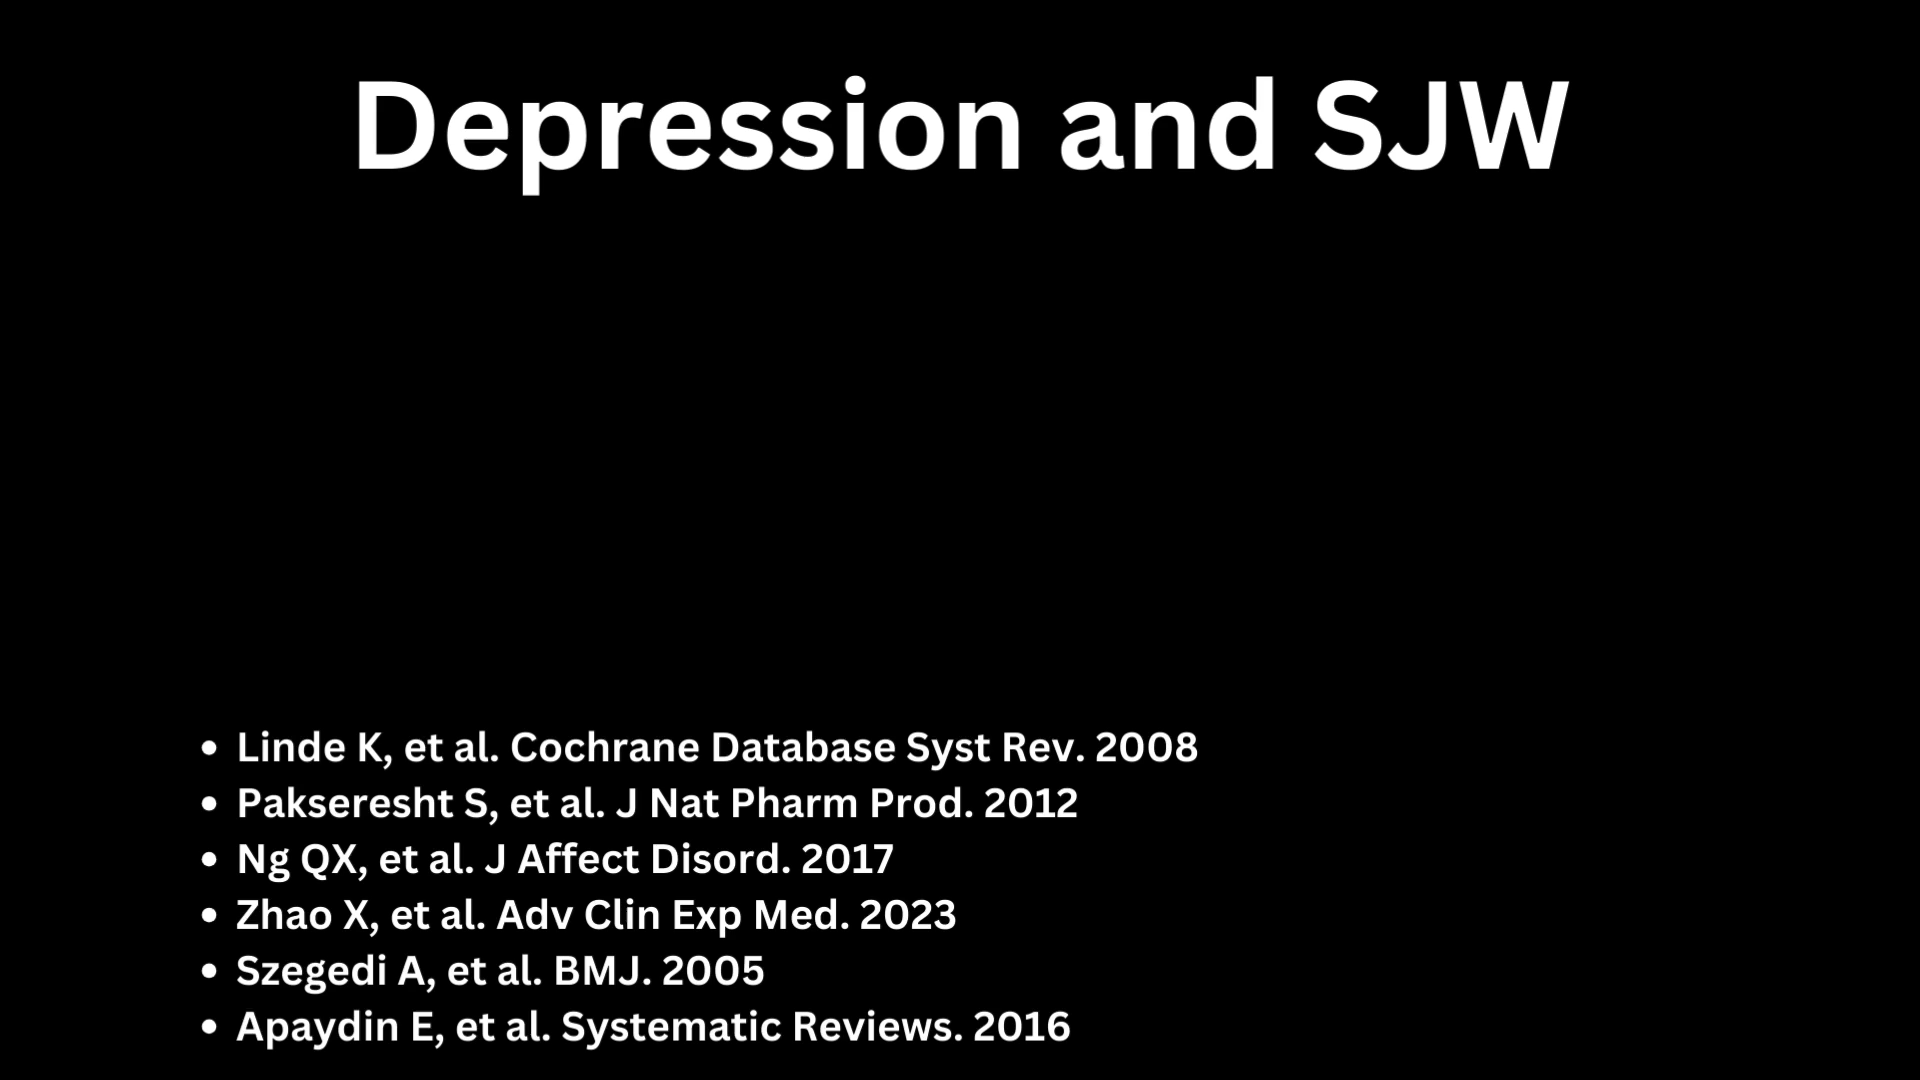 Depression and SJW
• Linde K, et al. Cochrane Database Syst Rev. 2008
• Pakseresht S, et al. J Nat Pharm Prod. 2012
• Ng QX, et al. J Affect Disord. 2017
• Zhao X, et al. Adv Clin Exp Med. 2023
• Szegedi A, et al. BMJ. 2005
• Apaydin E, et al. Systematic Reviews. 2016